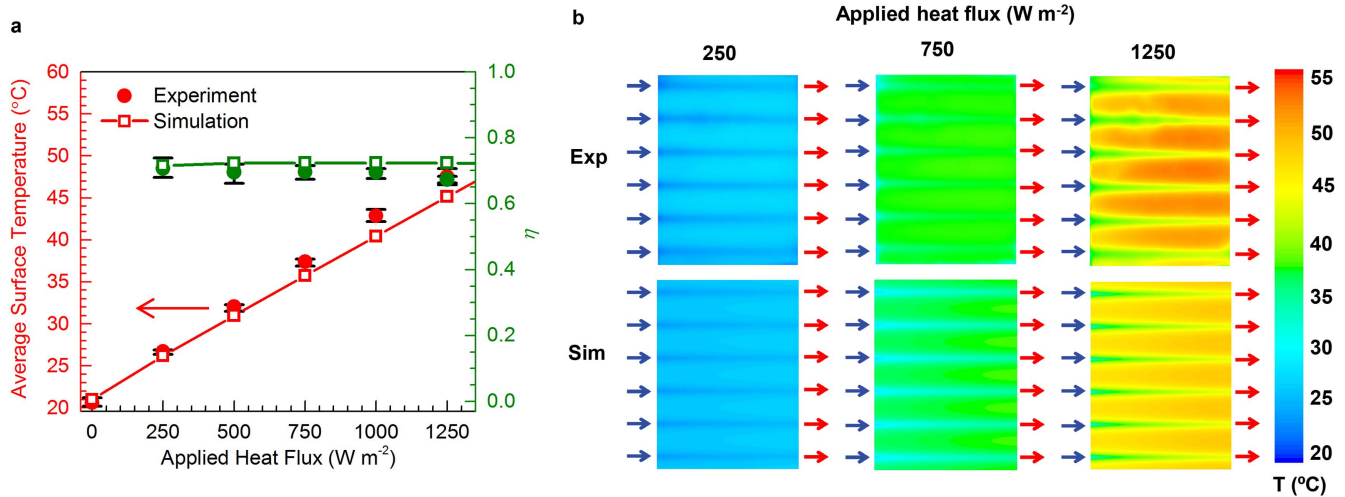 a
Average Surface Temperature (°C)
60
55
50
45
40
35
30
25
20
Experiment
Simulation
1.0
0.8
0.6
0.4
0.2
0.0
η
0 250 500 750 1000 1250
Applied Heat Flux (W m⁻²)
b
Applied heat flux (W m⁻²)
250 750 1250
Exp
Sim
55
50
45
40
35
30
25
20
T (ºC)